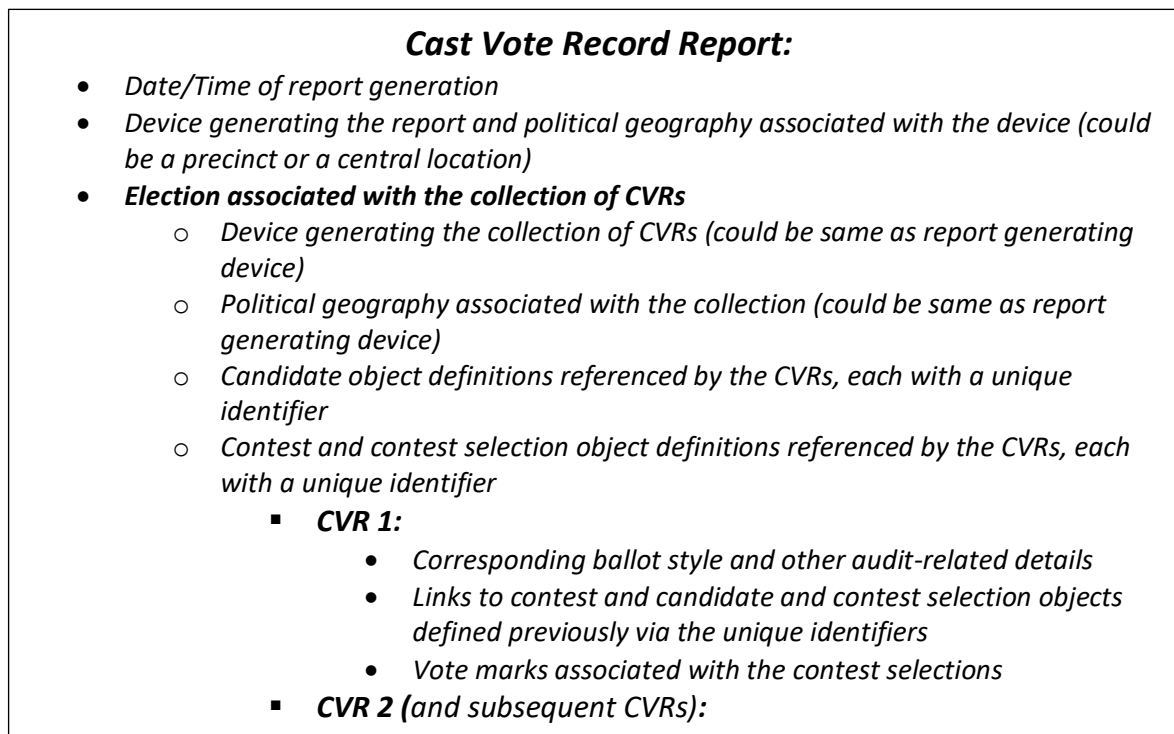 Cast Vote Record Report:
• Date/Time of report generation
• Device generating the report and political geography associated with the device (could
be a precinct or a central location)
• Election associated with the collection of CVRs
o Device generating the collection of CVRs (could be same as report generating
device)
o Political geography associated with the collection (could be same as report
generating device)
o Candidate object definitions referenced by the CVRs, each with a unique
identifier
o Contest and contest selection object definitions referenced by the CVRs, each
with a unique identifier
▪ CVR 1:
• Corresponding ballot style and other audit-related details
• Links to contest and candidate and contest selection objects
defined previously via the unique identifiers
• Vote marks associated with the contest selections
▪ CVR 2 (and subsequent CVRs):